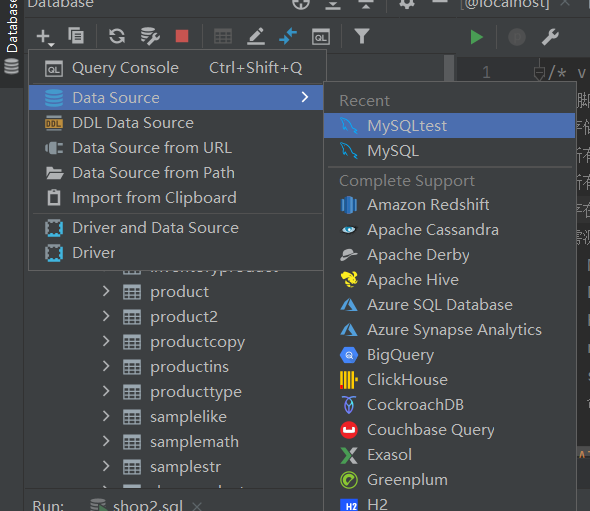 Database
[@localhost]
Database
Query Console Ctrl+Shift+Q
Data Source
DDL Data Source
Data Source from URL
Data Source from Path
Import from Clipboard
Driver and Data Source
Driver
Recent
MySQLtest
MySQL
Complete Support
Amazon Redshift
Apache Cassandra
Apache Derby
Apache Hive
Azure SQL Database
Azure Synapse Analytics
BigQuery
ClickHouse
CockroachDB
Couchbase Query
Exasol
Greenplum
H2
1 /* v
inventoryproduct
product
product2
productcopy
productins
producttype
samplelike
samplemath
samplestr
Run: shop2.sql